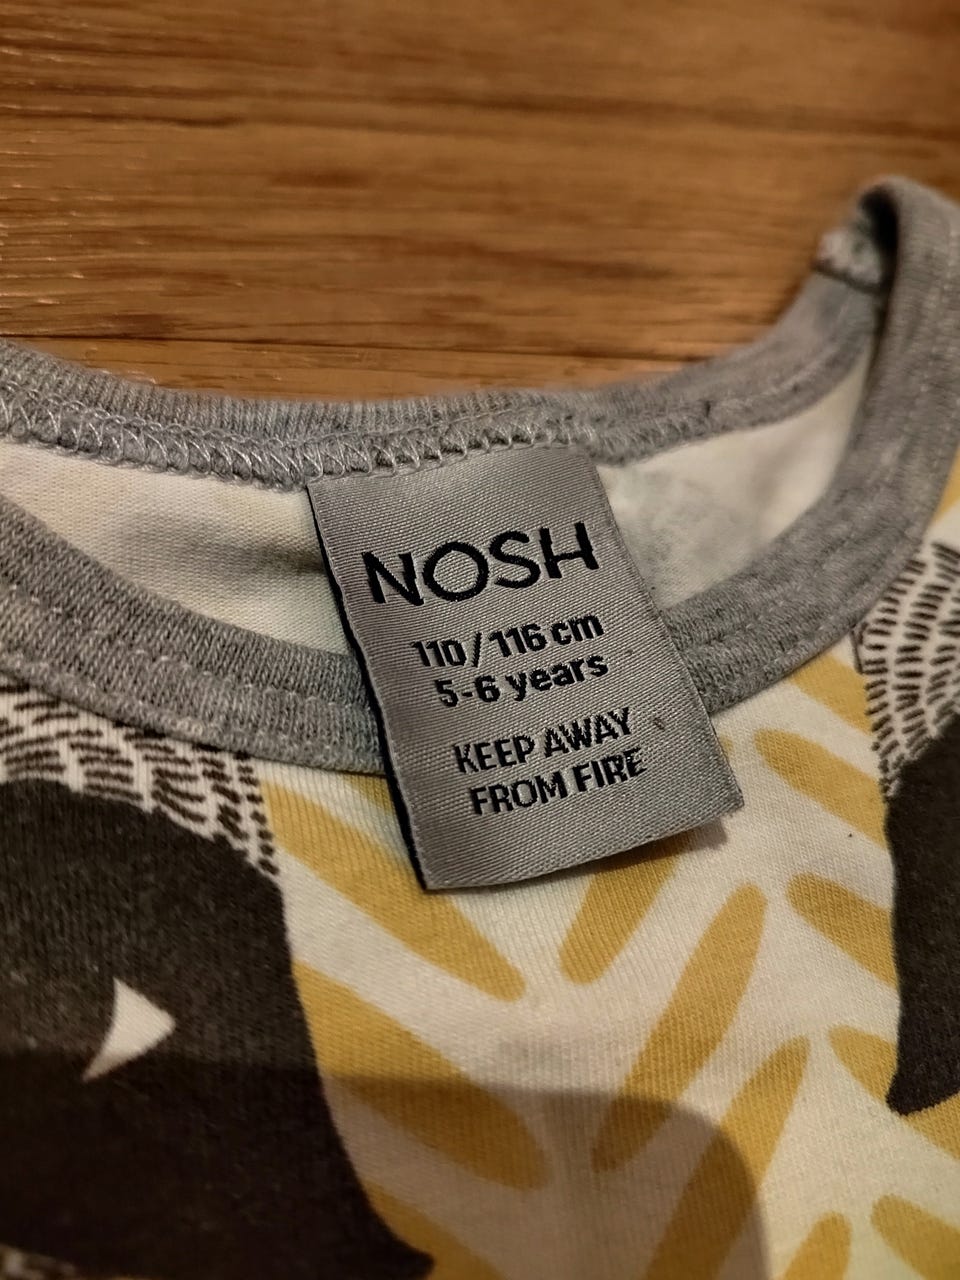 NOSH
110/116 cm
5-6 years
KEEP AWAY
FROM FIRE